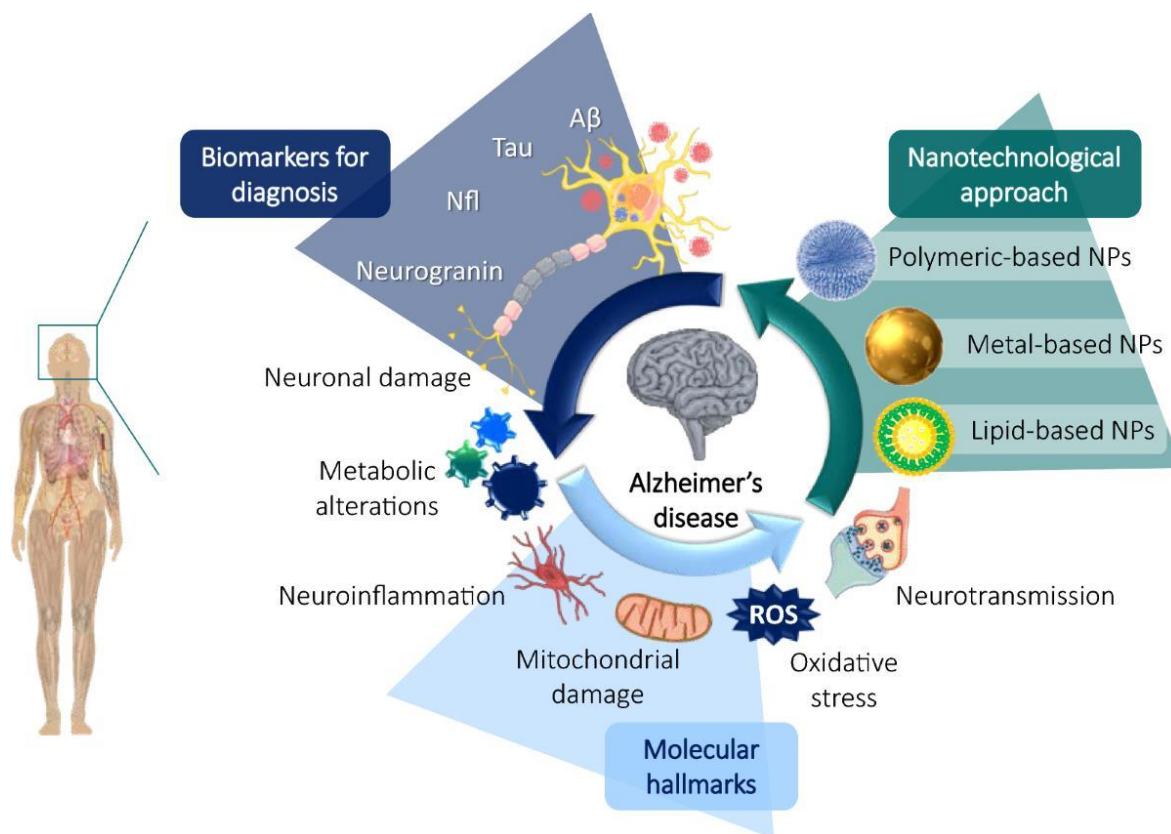 Biomarkers for
diagnosis
Aβ
Tau
Nfl
Neurogranin
Nanotechnological
approach
Polymeric-based NPs
Metal-based NPs
Lipid-based NPs
Neuronal damage
Metabolic
alterations
Alzheimer's
disease
Neuroinflammation
Mitochondrial
damage
ROS
Oxidative
stress
Neurotransmission
Molecular
hallmarks